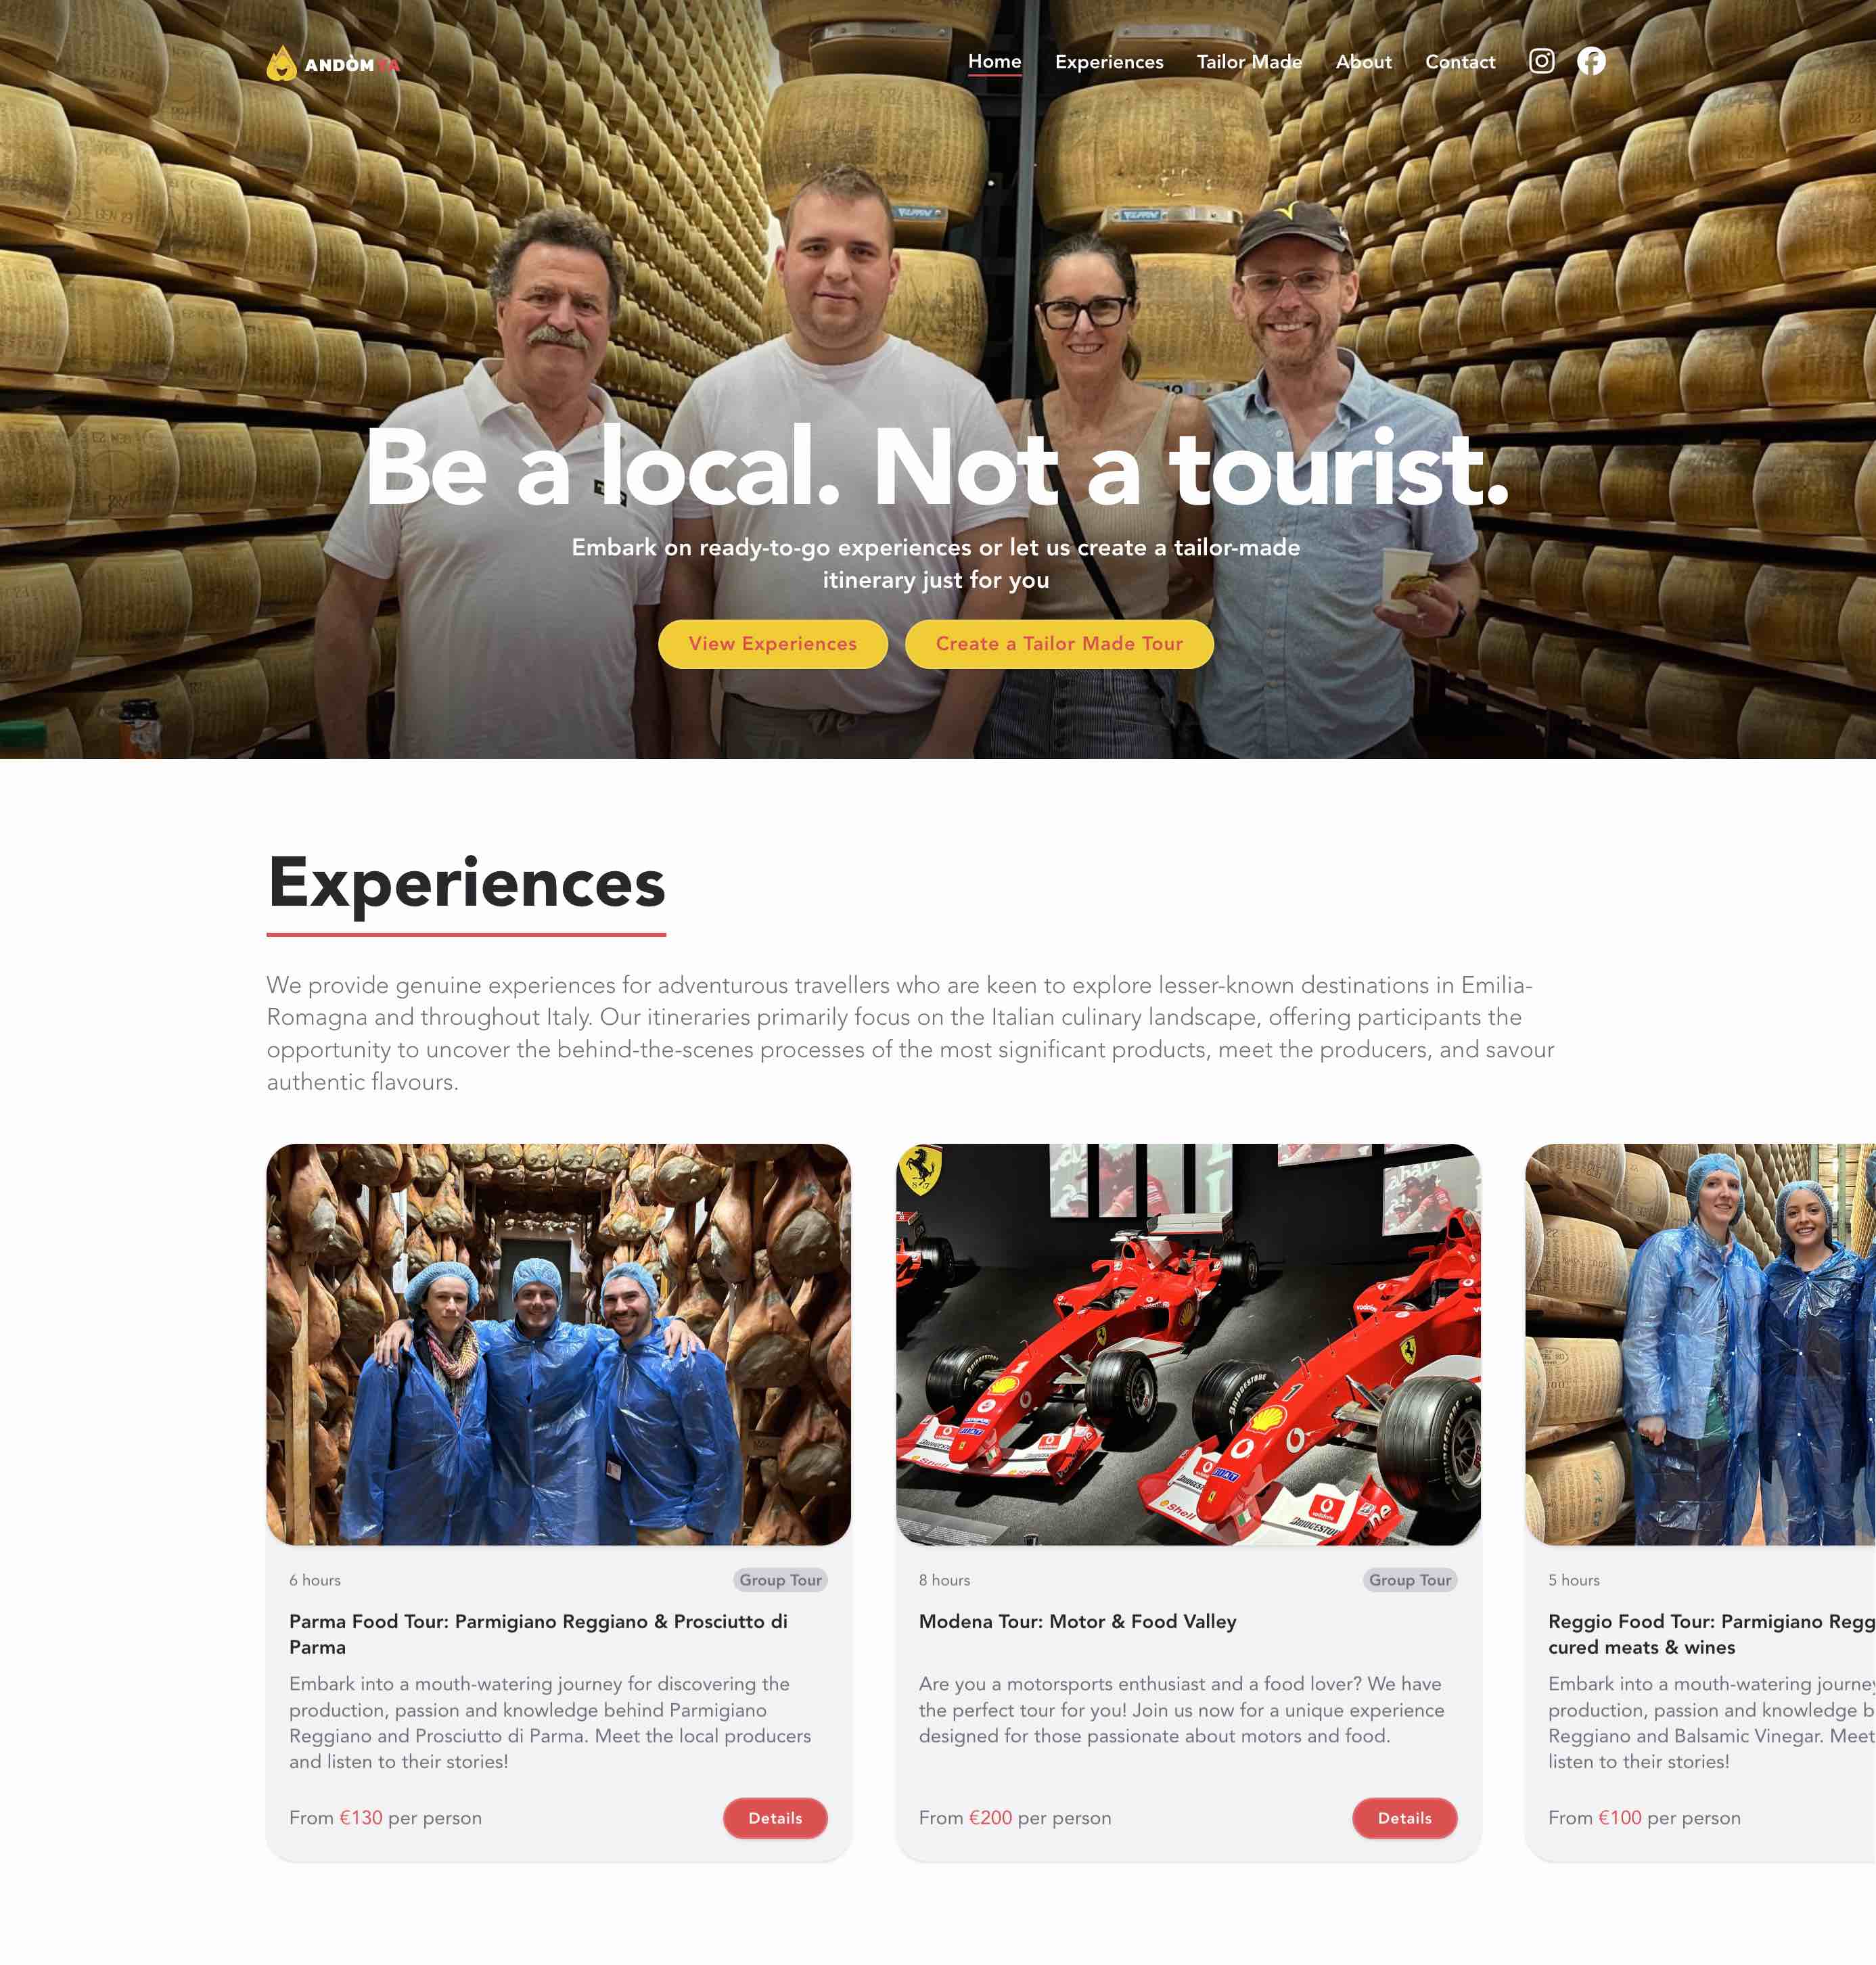 ANDÒMYA
Home
Experiences
Tailor Made
About
Contact
Be a local. Not a tourist.
Embark on ready-to-go experiences or let us create a tailor-made
itinerary just for you
View Experiences
Create a Tailor Made Tour
Experiences
We provide genuine experiences for adventurous travellers who are keen to explore lesser-known destinations in Emilia-
Romagna and throughout Italy. Our itineraries primarily focus on the Italian culinary landscape, offering participants the
opportunity to uncover the behind-the-scenes processes of the most significant products, meet the producers, and savour
authentic flavours.
BRIDGESTONE
Shell
1
vodafone
6 hours
Group Tour
Parma Food Tour: Parmigiano Reggiano & Prosciutto di
Parma
Embark into a mouth-watering journey for discovering the
production, passion and knowledge behind Parmigiano
Reggiano and Prosciutto di Parma. Meet the local producers
and listen to their stories!
From €130 per person
Details
8 hours
Group Tour
Modena Tour: Motor & Food Valley
Are you a motorsports enthusiast and a food lover? We have
the perfect tour for you! Join us now for a unique experience
designed for those passionate about motors and food.
From €200 per person
Details
5 hours
Reggio Food Tour: Parmigiano Regg
cured meats & wines
Embark into a mouth-watering journey
production, passion and knowledge b
Reggiano and Balsamic Vinegar. Meet
listen to their stories!
From €100 per person